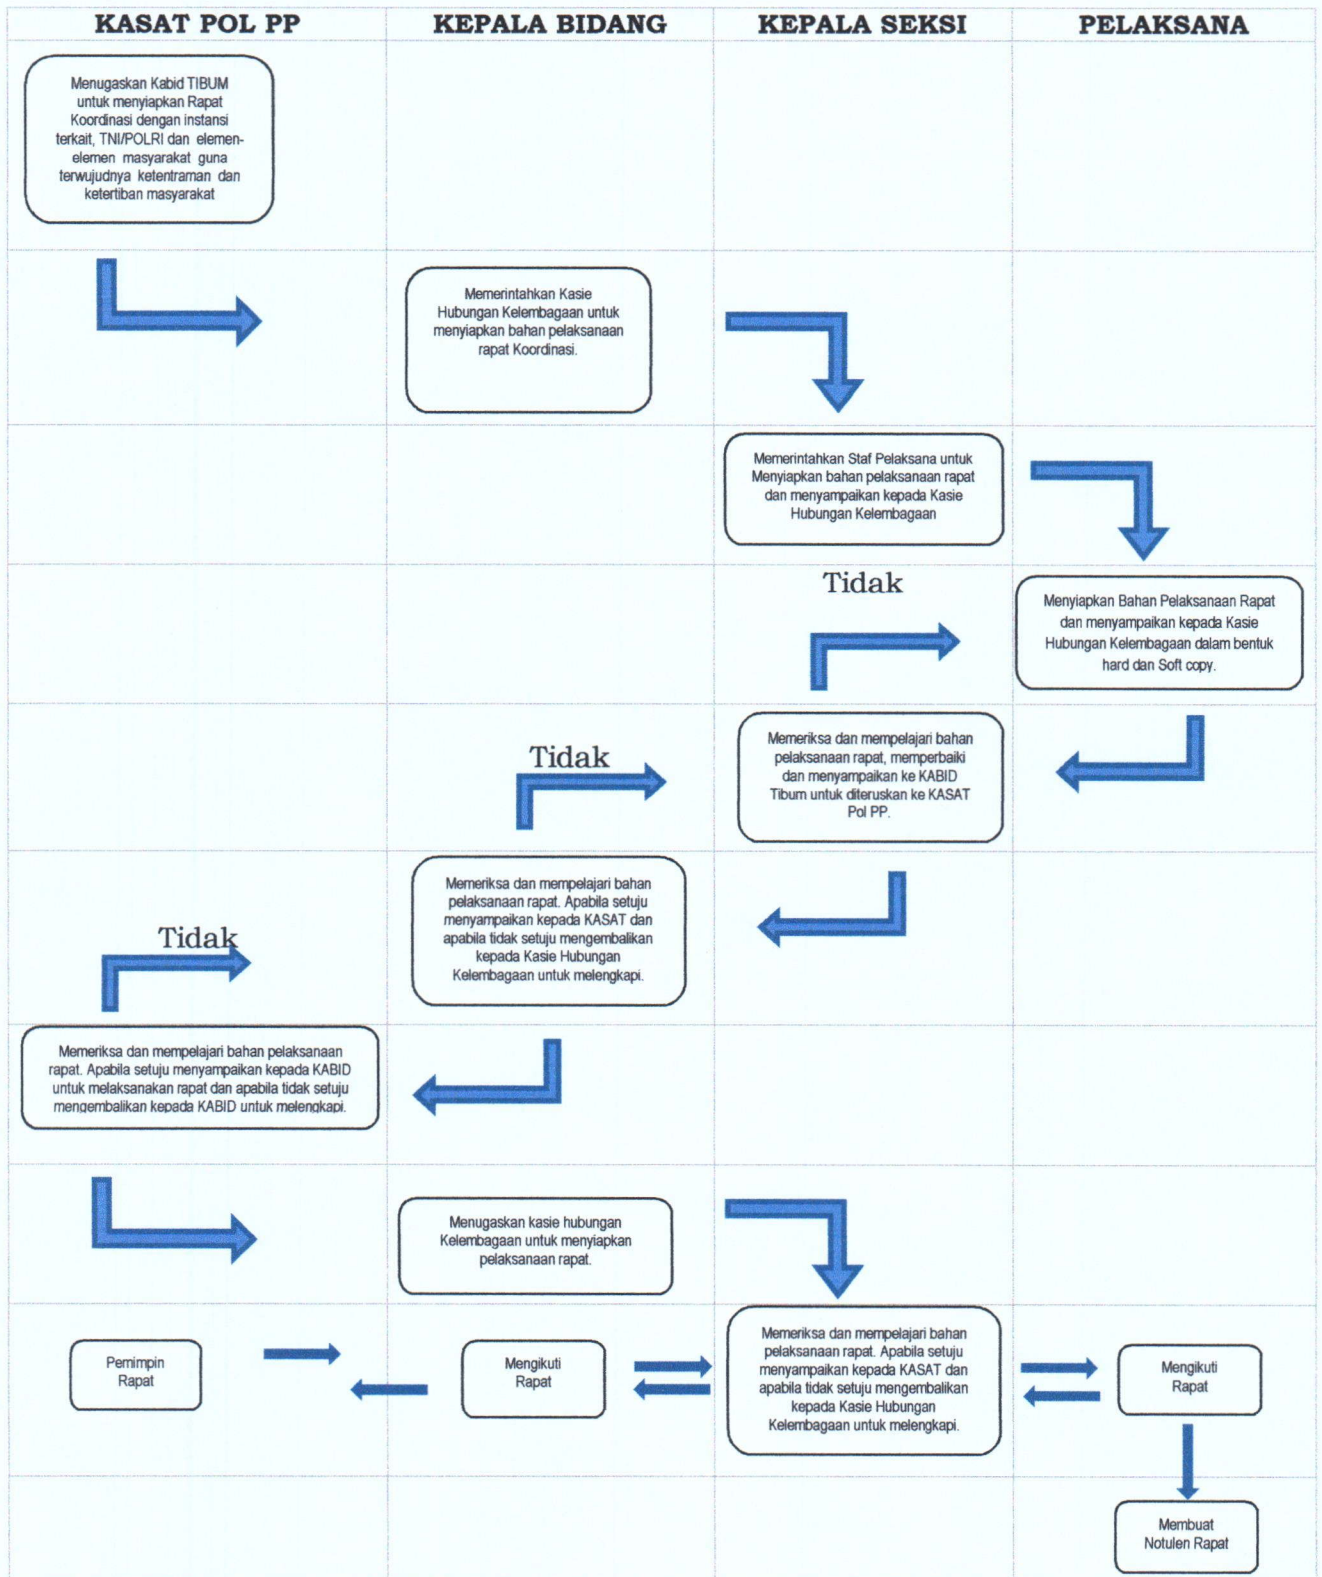 KASAT POL PP
KEPALA BIDANG
KEPALA SEKSI
PELAKSANA
Menugaskan Kabid TIBUM
untuk menyiapkan Rapat
Koordinasi dengan instansi
terkait, TNI/POLRI dan elemen-
elemen masyarakat guna
terwujudnya ketentraman dan
ketertiban masyarakat
Memerintahkan Kasie
Hubungan Kelembagaan untuk
menyiapkan bahan pelaksanaan
rapat Koordinasi.
Memerintahkan Staf Pelaksana untuk
Menyiapkan bahan pelaksanaan rapat
dan menyampaikan kepada Kasie
Hubungan Kelembagaan
Tidak
Menyiapkan Bahan Pelaksanaan Rapat
dan menyampaikan kepada Kasie
Hubungan Kelembagaan dalam bentuk
hard dan Soft copy.
Tidak
Memeriksa dan mempelajari bahan
pelaksanaan rapat, memperbaiki
dan menyampaikan ke KABID
Tibum untuk diteruskan ke KASAT
Pol PP.
Tidak
Memeriksa dan mempelajari bahan
pelaksanaan rapat. Apabila setuju
menyampaikan kepada KASAT dan
apabila tidak setuju mengembalikan
kepada Kasie Hubungan
Kelembagaan untuk melengkapi.
Memeriksa dan mempelajari bahan pelaksanaan
rapat. Apabila setuju menyampaikan kepada KABID
untuk melaksanakan rapat dan apabila tidak setuju
mengembalikan kepada KABID untuk melengkapi.
Menugaskan kasie hubungan
Kelembagaan untuk menyiapkan
pelaksanaan rapat.
Pemimpin
Rapat
Mengikuti
Rapat
Memeriksa dan mempelajari bahan
pelaksanaan rapat. Apabila setuju
menyampaikan kepada KASAT dan
apabila tidak setuju mengembalikan
kepada Kasie Hubungan
Kelembagaan untuk melengkapi.
Mengikuti
Rapat
Membuat
Notulen Rapat